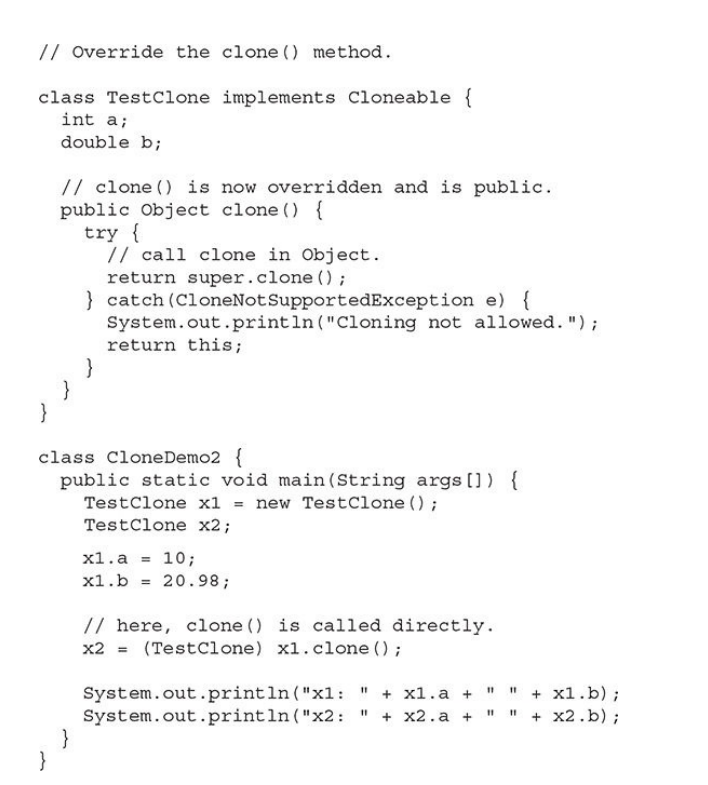 // Override the clone() method.
class TestClone implements Cloneable {
  int a;
  double b;
  // clone() is now overridden and is public.
  public Object clone() {
    try {
      // call clone in Object.
      return super.clone();
    } catch(CloneNotSupportedException e) {
      System.out.println("Cloning not allowed.");
      return this;
    }
  }
}
class CloneDemo2 {
  public static void main(String args[]) {
    TestClone x1 = new TestClone();
    TestClone x2;
    x1.a = 10;
    x1.b = 20.98;
    // here, clone() is called directly.
    x2 = (TestClone) x1.clone();
    System.out.println("x1: " + x1.a + " " + x1.b);
    System.out.println("x2: " + x2.a + " " + x2.b);
  }
}